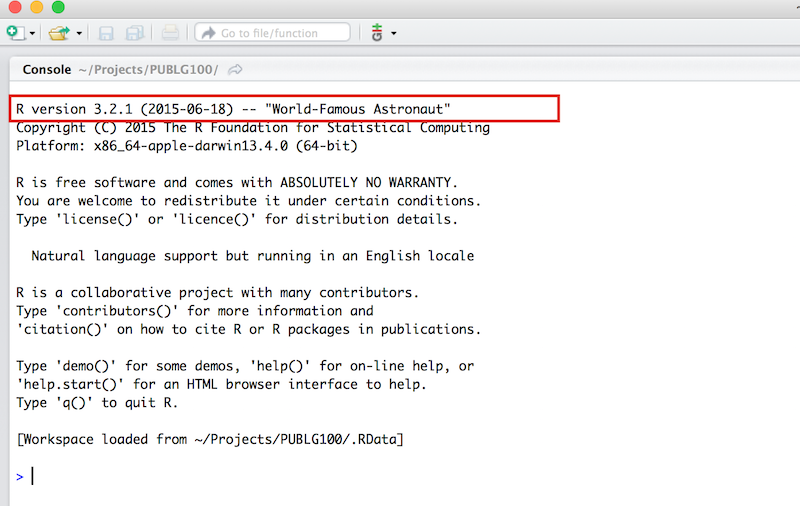 Go to file/function
Console ~/Projects/PUBLG100/
R version 3.2.1 (2015-06-18) -- "World-Famous Astronaut"
Copyright (C) 2015 The R Foundation for Statistical Computing
Platform: x86_64-apple-darwin13.4.0 (64-bit)
R is free software and comes with ABSOLUTELY NO WARRANTY.
You are welcome to redistribute it under certain conditions.
Type 'license()' or 'licence()' for distribution details.
Natural language support but running in an English locale
R is a collaborative project with many contributors.
Type 'contributors()' for more information and
'citation()' on how to cite R or R packages in publications.
Type 'demo()' for some demos, 'help()' for on-line help, or
'help.start()' for an HTML browser interface to help.
Type 'q()' to quit R.
[Workspace loaded from ~/Projects/PUBLG100/.RData]
>